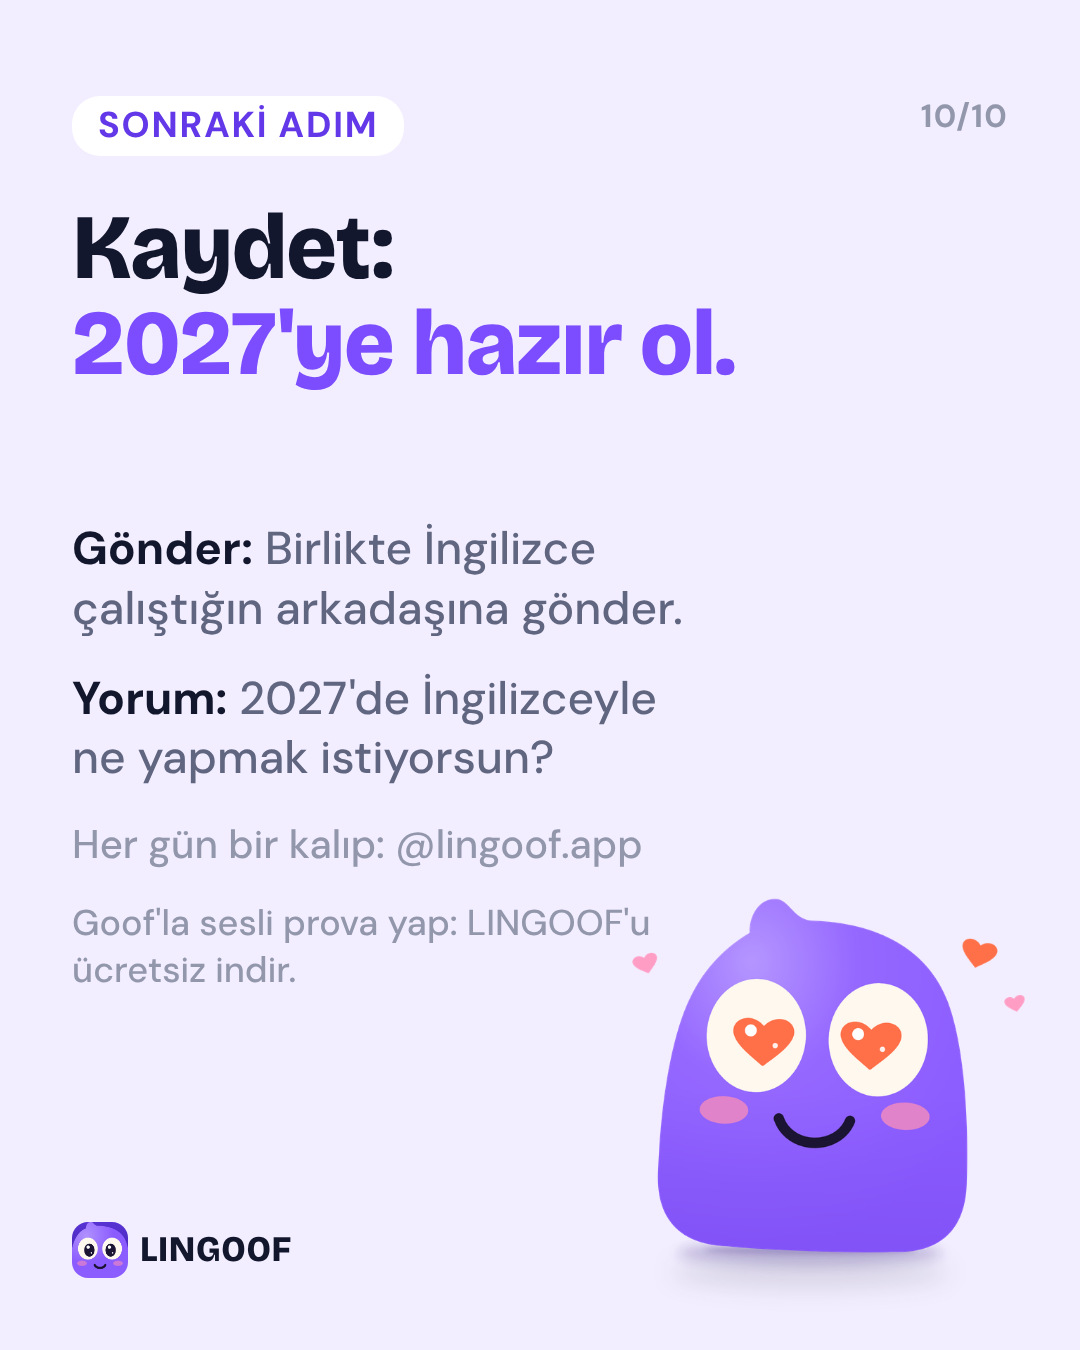 SONRAKİ ADIM
10/10
Kaydet:
2027'ye hazır ol.
Gönder: Birlikte İngilizce
çalıştığın arkadaşına gönder.
Yorum: 2027'de İngilizceyle
ne yapmak istiyorsun?
Her gün bir kalıp: @lingoof.app
Goof'la sesli prova yap: LINGOOF'u
ücretsiz indir.
LINGOOF